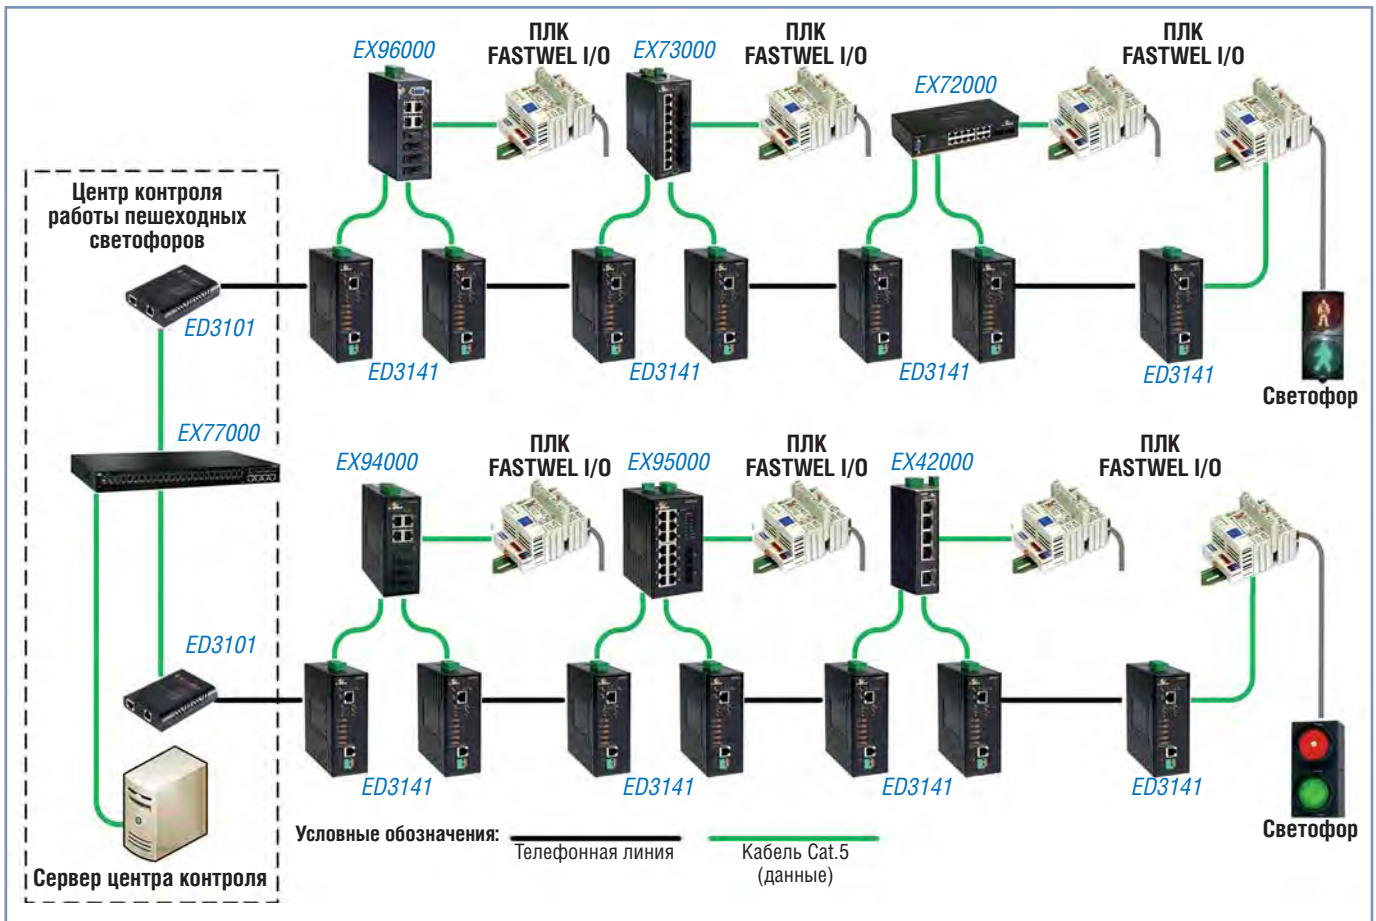 EX96000
ПЛК
FASTWEL I/O
EX73000
ПЛК
FASTWEL I/O
EX72000
ПЛК
FASTWEL I/O
Центр контроля
работы пешеходных
светофоров
ED3101
ED3141
ED3141
ED3141
ED3141
Светофор
EX77000
EX94000
ПЛК
FASTWEL I/O
EX95000
ПЛК
FASTWEL I/O
EX42000
ПЛК
FASTWEL I/O
ED3101
ED3141
ED3141
ED3141
ED3141
Светофор
Сервер центра контроля
Условные обозначения:
Телефонная линия
Кабель Cat.5
(данные)